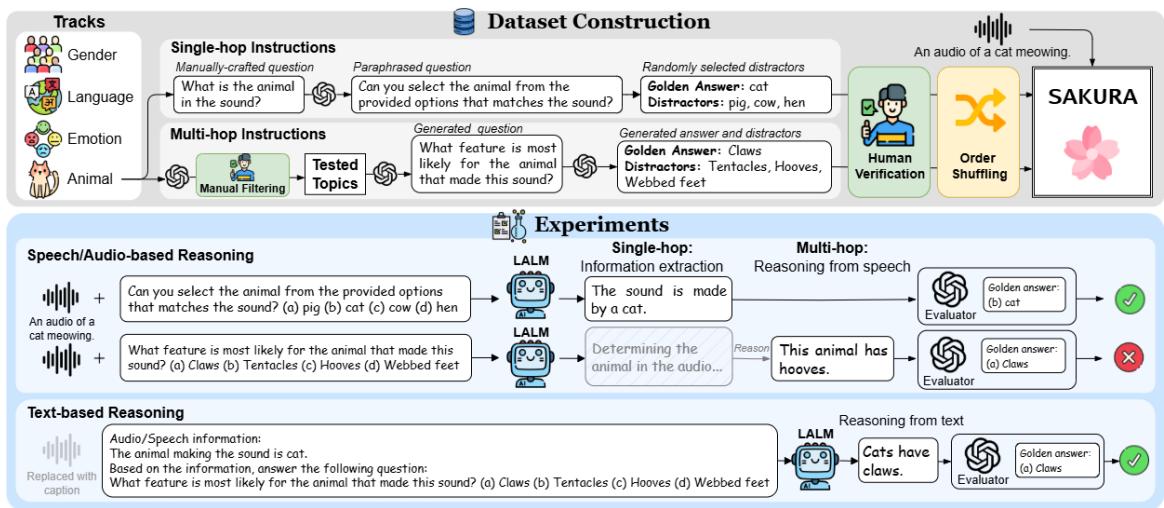 Tracks
Gender
Language
Emotion
Animal
Dataset Construction
Single-hop Instructions
Manually-crafted question
What is the animal
in the sound?
Paraphrased question
Can you select the animal from the
provided options that matches the sound?
Randomly selected distractors
Golden Answer: cat
Distractors: pig, cow, hen
Multi-hop Instructions
Manual Filtering
Tested
Topics
Generated question
What feature is most
likely for the animal
that made this sound?
Generated answer and distractors
Golden Answer: Claws
Distractors: Tentacles, Hooves,
Webbed feet
Human
Verification
Order
Shuffling
An audio of a cat meowing.
SAKURA
Experiments
Speech/Audio-based Reasoning
Single-hop:
Information extraction
Multi-hop:
Reasoning from speech
An audio of a
cat meowing.
+
Can you select the animal from the provided options
that matches the sound? (a) pig (b) cat (c) cow (d) hen
LALM
AI
The sound is made
by a cat.
Evaluator
Golden answer:
(b) cat
+
What feature is most likely for the animal that made this
sound? (a) Claws (b) Tentacles (c) Hooves (d) Webbed feet
LALM
AI
Determining the
animal in the audio...
Reason
This animal has
hooves.
Evaluator
Golden answer:
(a) Claws
Text-based Reasoning
Replaced with
caption
Audio/Speech information:
The animal making the sound is cat.
Based on the information, answer the following question:
What feature is most likely for the animal that made this sound? (a) Claws (b) Tentacles (c) Hooves (d) Webbed feet
LALM
AI
Reasoning from text
Cats have
claws.
Evaluator
Golden answer:
(a) Claws